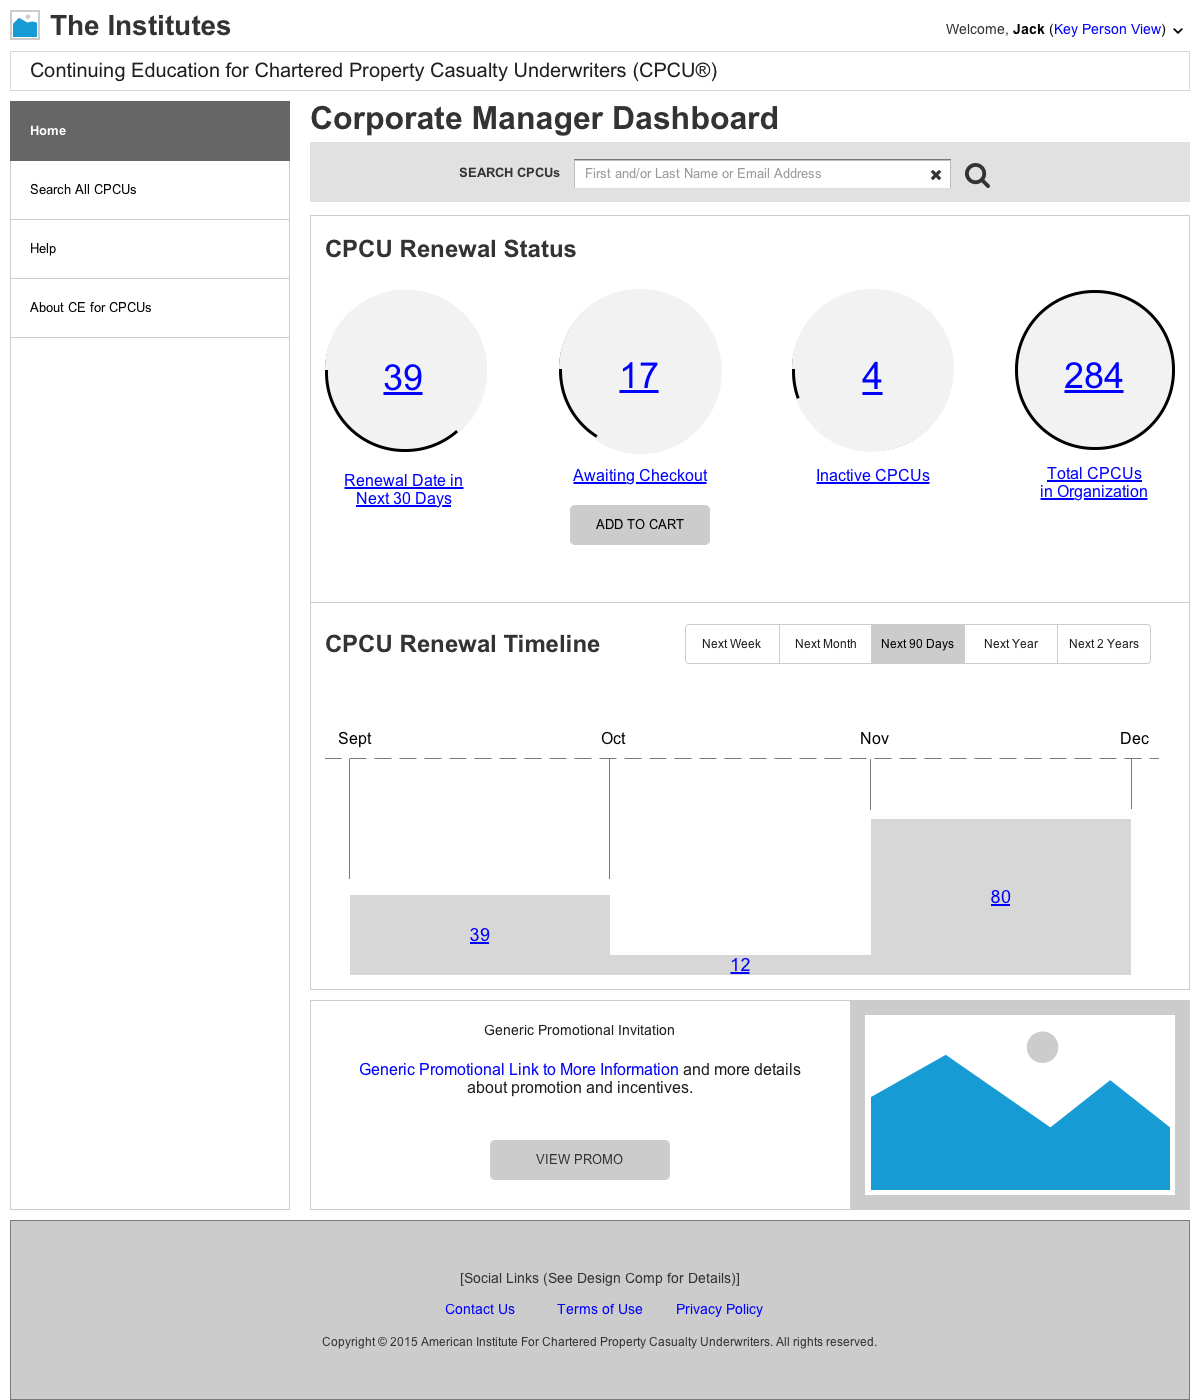 The Institutes
Welcome, Jack (Key Person View)
Continuing Education for Chartered Property Casualty Underwriters (CPCU®)
Home
Search All CPCUs
Help
About CE for CPCUs
Corporate Manager Dashboard
SEARCH CPCUs
First and/or Last Name or Email Address
CPCU Renewal Status
39
Renewal Date in
Next 30 Days
17
Awaiting Checkout
ADD TO CART
4
Inactive CPCUs
284
Total CPCUs
in Organization
CPCU Renewal Timeline
Next Week
Next Month
Next 90 Days
Next Year
Next 2 Years
Sept
Oct
Nov
Dec
39
12
80
Generic Promotional Invitation
Generic Promotional Link to More Information and more details
about promotion and incentives.
VIEW PROMO
[Social Links (See Design Comp for Details)]
Contact Us
Terms of Use
Privacy Policy
Copyright © 2015 American Institute For Chartered Property Casualty Underwriters. All rights reserved.